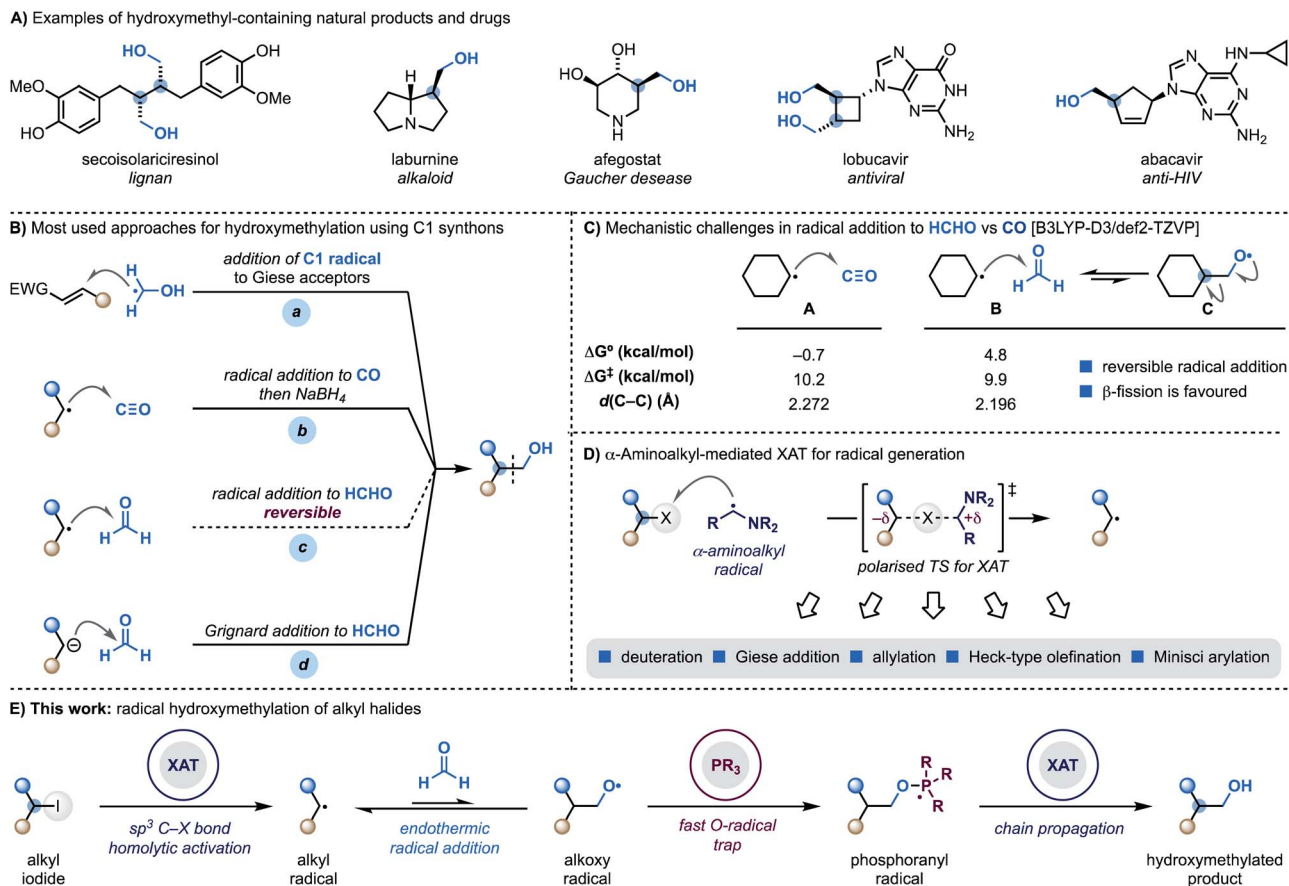 A) Examples of hydroxymethyl-containing natural products and drugs
HO
OH
MeO
OMe
HO
OH
secoisolariciresinol
lignan
H
OH
N
laburnine
alkaloid
OH
HO
OH
N
H
afegostat
Gaucher desease
HO
HO
N
N
O
NH
N
NH2
lobucavir
antiviral
HO
N
N
HN
N
N
NH2
abacavir
anti-HIV
B) Most used approaches for hydroxymethylation using C1 synthons
EWG
H
OH
H
addition of C1 radical
to Giese acceptors
a
C≡O
radical addition to CO
then NaBH4
b
O
H H
radical addition to HCHO
reversible
c
O
H H
Grignard addition to HCHO
d
OH
C) Mechanistic challenges in radical addition to HCHO vs CO [B3LYP-D3/def2-TZVP]
C≡O
A
O
H H
B
O•
C
ΔGº (kcal/mol) –0.7 4.8
ΔG‡ (kcal/mol) 10.2 9.9
d(C–C) (Å) 2.272 2.196
reversible radical addition
β-fission is favoured
D) α-Aminoalkyl-mediated XAT for radical generation
X
R NR2
α-aminoalkyl
radical
–δ X +δ
NR2
R
‡
polarised TS for XAT
deuteration Giese addition allylation Heck-type olefination Minisci arylation
E) This work: radical hydroxymethylation of alkyl halides
I
alkyl
iodide
XAT
sp3 C–X bond
homolytic activation
alkyl
radical
O
H H
endothermic
radical addition
O•
alkoxy
radical
PR3
fast O-radical
trap
O P R
R
R
phosphoranyl
radical
XAT
chain propagation
OH
hydroxymethylated
product